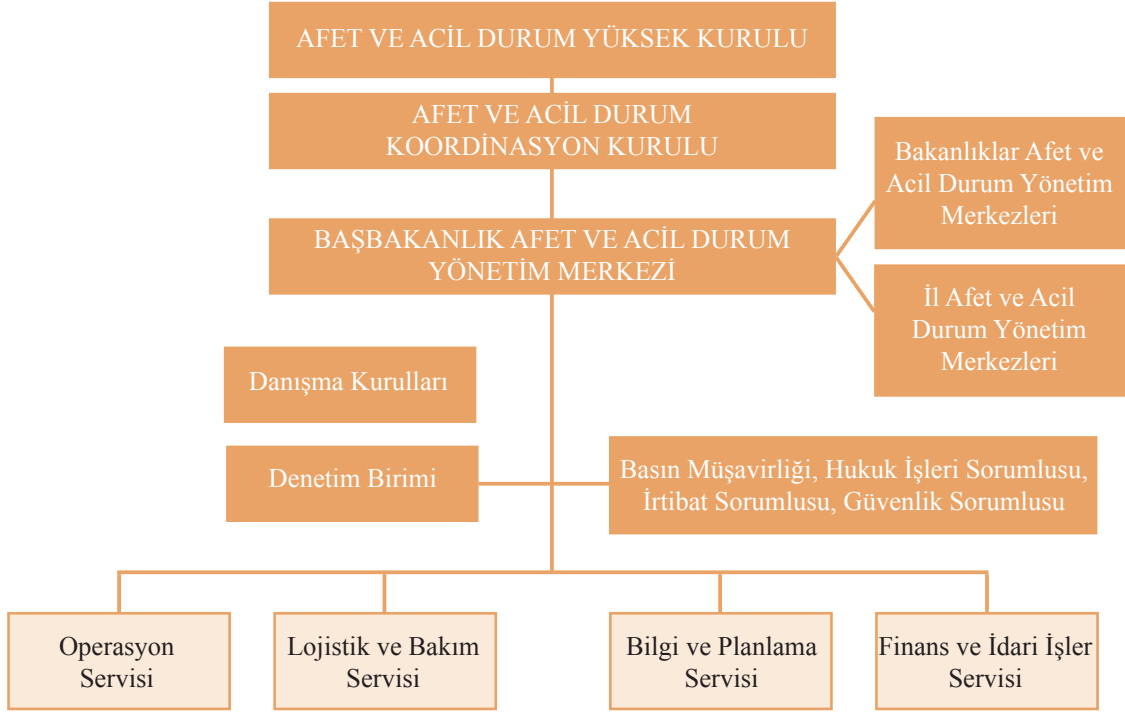 AFET VE ACİL DURUM YÜKSEK KURULU
AFET VE ACİL DURUM
KOORDİNASYON KURULU
BAŞBAKANLIK AFET VE ACİL DURUM
YÖNETİM MERKEZİ
Bakanlıklar Afet ve
Acil Durum Yönetim
Merkezleri
İl Afet ve Acil
Durum Yönetim
Merkezleri
Danışma Kurulları
Denetim Birimi
Basın Müşavirliği, Hukuk İşleri Sorumlusu,
İrtibat Sorumlusu, Güvenlik Sorumlusu
Operasyon
Servisi
Lojistik ve Bakım
Servisi
Bilgi ve Planlama
Servisi
Finans ve İdari İşler
Servisi